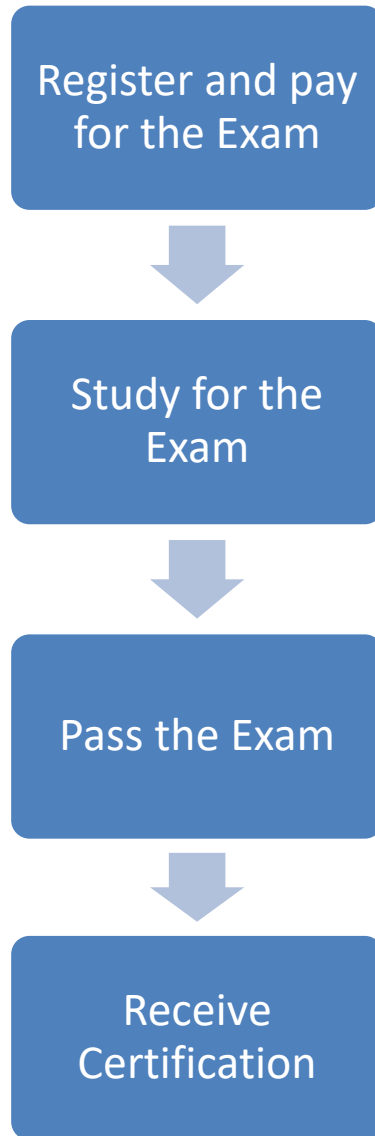 Register and pay
for the Exam
Study for the
Exam
Pass the Exam
Receive
Certification